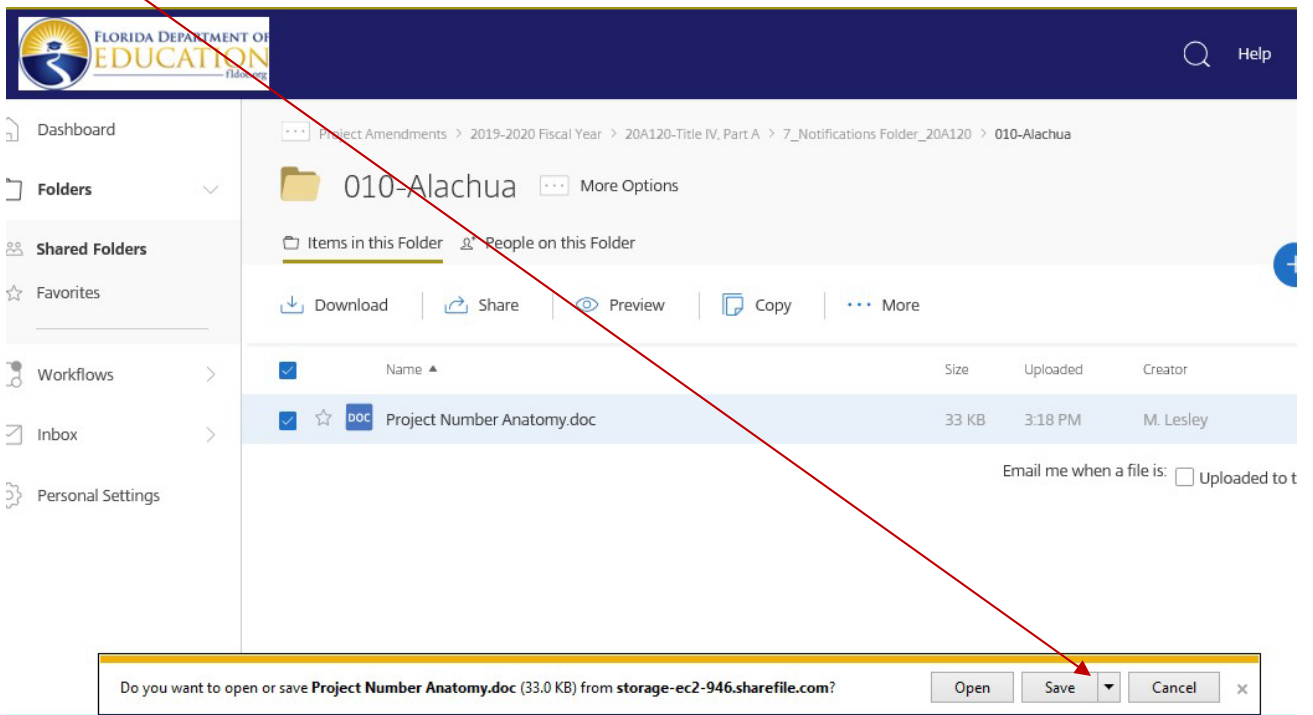 FLORIDA DEPARTMENT OF
EDUCATION
fldoe.org
Help
Dashboard
Folders
Shared Folders
Favorites
Workflows
Inbox
Personal Settings
Project Amendments > 2019-2020 Fiscal Year > 20A120-Title IV, Part A > 7_Notifications Folder_20A120 > 010-Alachua
010-Alachua ··· More Options
Items in this Folder People on this Folder
Download Share Preview Copy ··· More
Name ▲ Size Uploaded Creator
DOC Project Number Anatomy.doc 33 KB 3:18 PM M. Lesley
Email me when a file is: Uploaded to t
Do you want to open or save Project Number Anatomy.doc (33.0 KB) from storage-ec2-946.sharefile.com? Open Save Cancel ×